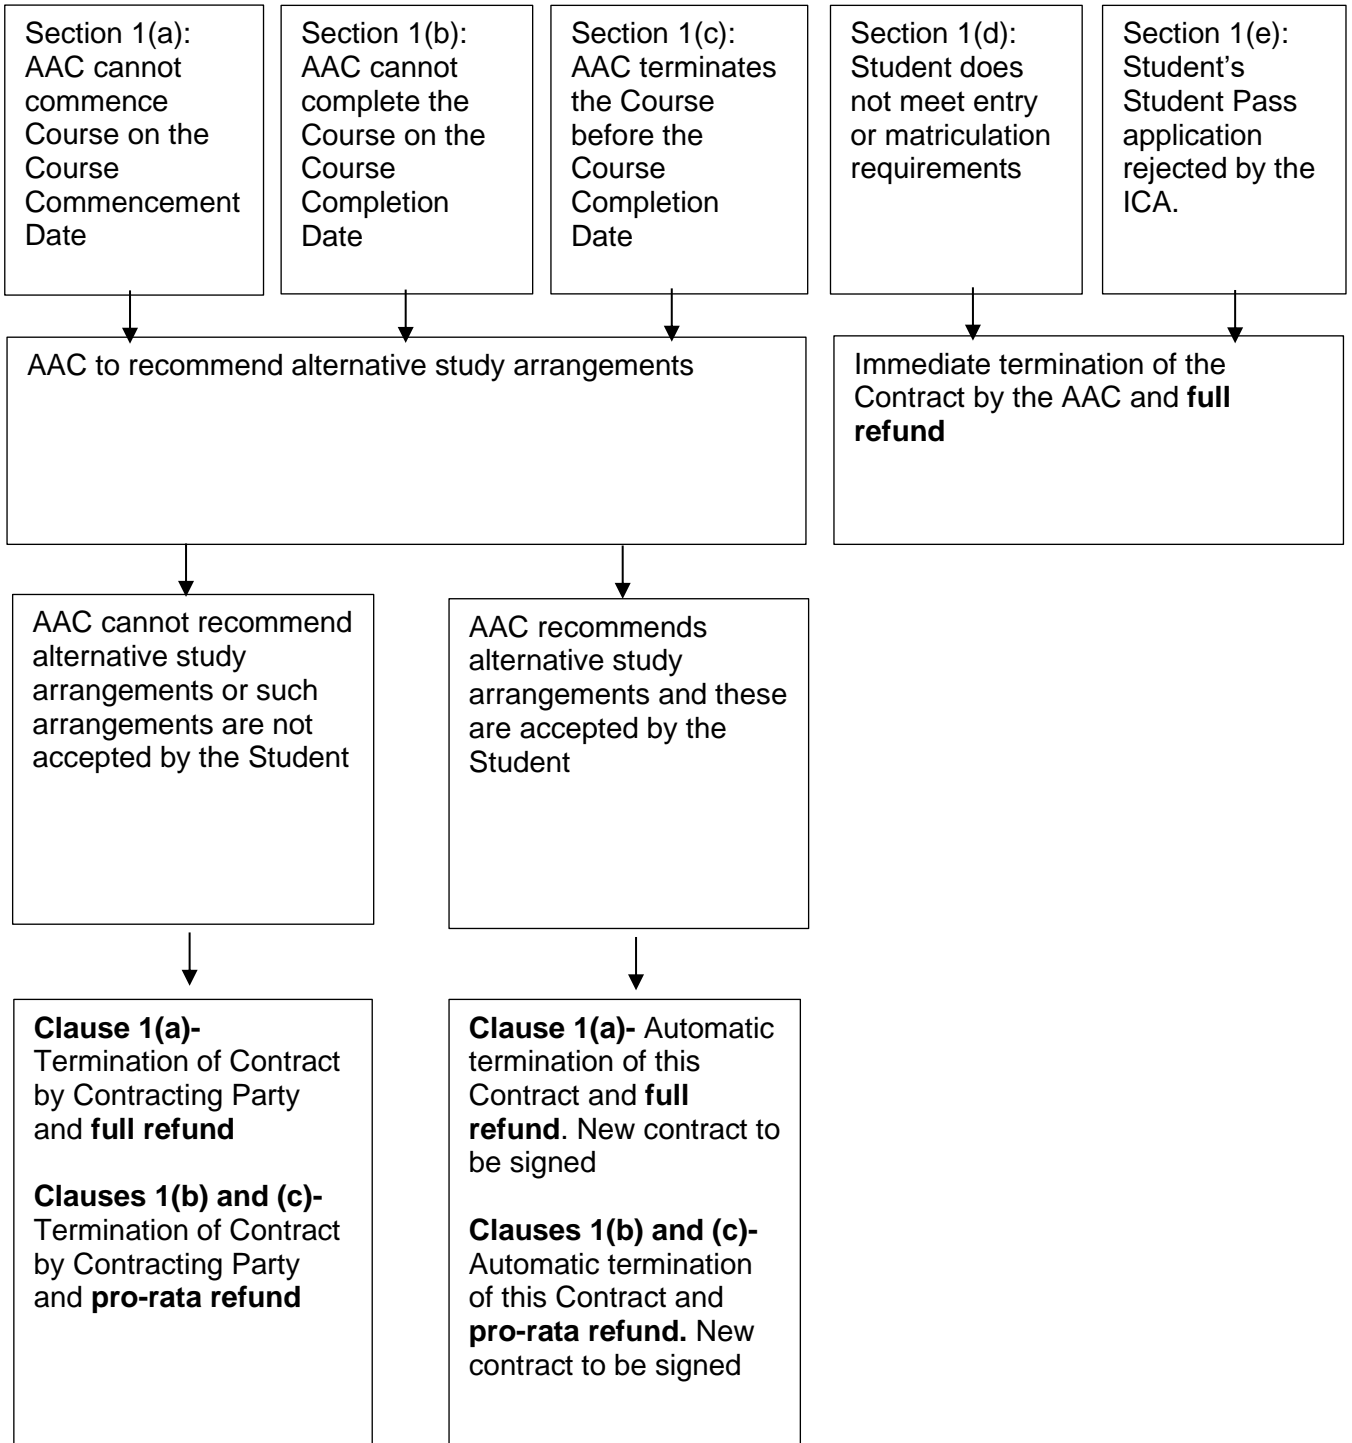 Section 1(a):
AAC cannot
commence
Course on the
Course
Commencement
Date
Section 1(b):
AAC cannot
complete the
Course on the
Course
Completion
Date
Section 1(c):
AAC terminates
the Course
before the
Course
Completion
Date
Section 1(d):
Student does
not meet entry
or matriculation
requirements
Section 1(e):
Student’s
Student Pass
application
rejected by the
ICA.
AAC to recommend alternative study arrangements
Immediate termination of the
Contract by the AAC and full
refund
AAC cannot recommend
alternative study
arrangements or such
arrangements are not
accepted by the Student
AAC recommends
alternative study
arrangements and these
are accepted by the
Student
Clause 1(a)-
Termination of Contract
by Contracting Party
and full refund
Clauses 1(b) and (c)-
Termination of Contract
by Contracting Party
and pro-rata refund
Clause 1(a)- Automatic
termination of this
Contract and full
refund. New contract to
be signed
Clauses 1(b) and (c)-
Automatic termination
of this Contract and
pro-rata refund. New
contract to be signed